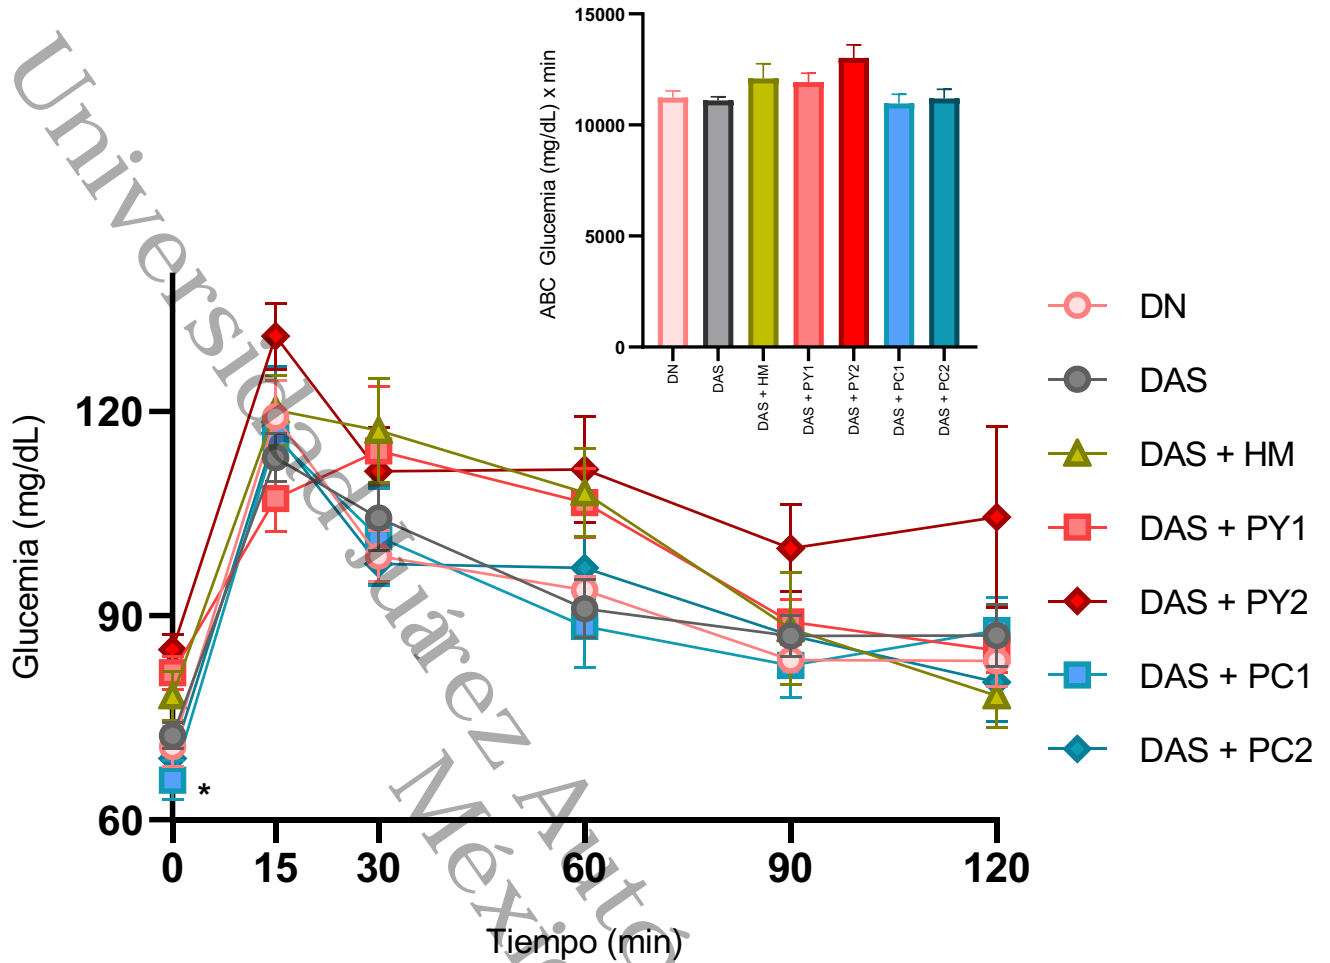 15000
10000
5000
0
ABC Glucemia (mg/dL) x min
DN
DAS
DAS + HM
DAS + PY1
DAS + PY2
DAS + PC1
DAS + PC2
120
90
60
Glucemia (mg/dL)
*
0 15 30 60 90 120
Tiempo (min)
DN
DAS
DAS + HM
DAS + PY1
DAS + PY2
DAS + PC1
DAS + PC2
Universidad Juárez Autó
Méxi